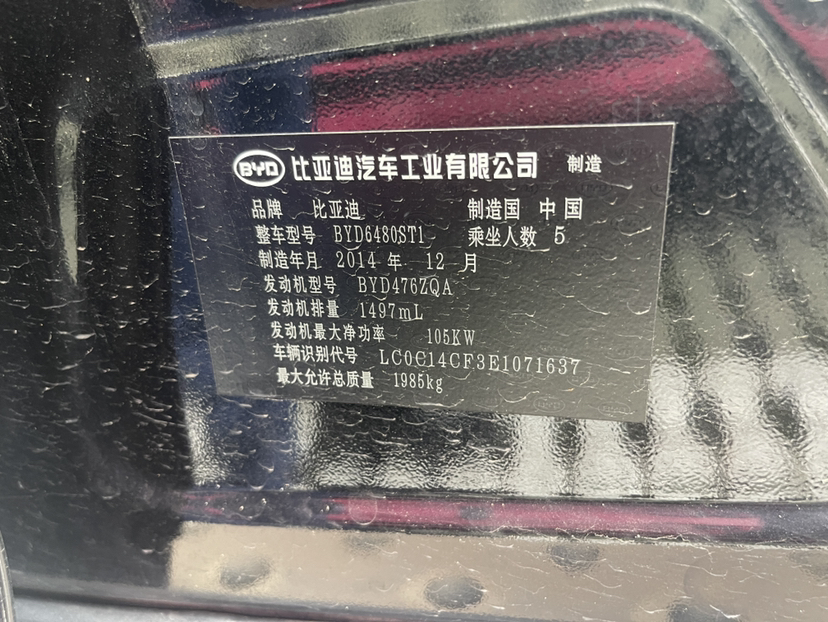 BYD 比亚迪汽车工业有限公司 制造
品牌 比亚迪 制造国 中国
整车型号 BYD6480ST1 乘坐人数 5
制造年月 2014 年 12 月
发动机型号 BYD476ZQA
发动机排量 1497mL
发动机最大净功率 105KW
车辆识别代号 LC0C14CF3E1071637
最大允许总质量 1985kg